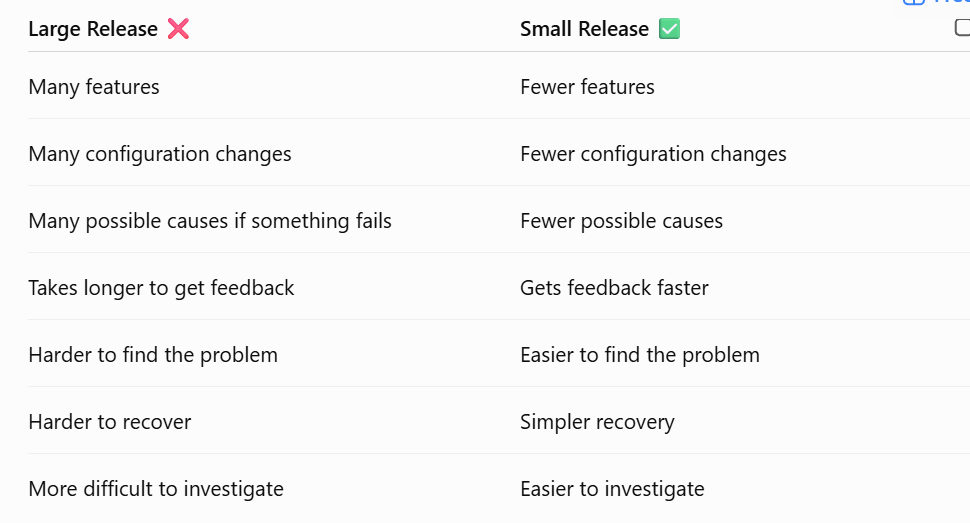 Large Release ❌ Small Release ✅
Many features Fewer features
Many configuration changes Fewer configuration changes
Many possible causes if something fails Fewer possible causes
Takes longer to get feedback Gets feedback faster
Harder to find the problem Easier to find the problem
Harder to recover Simpler recovery
More difficult to investigate Easier to investigate